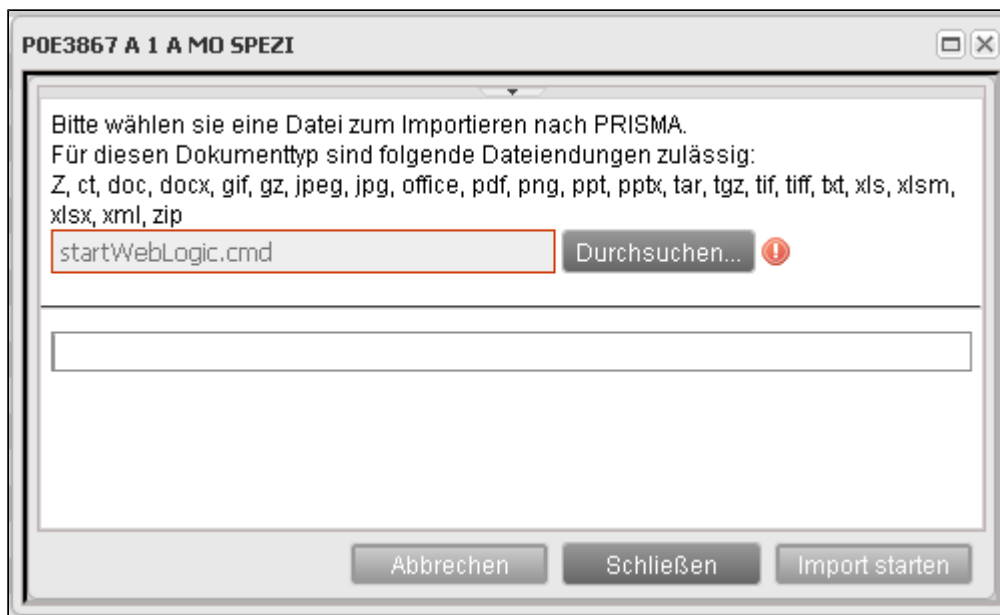 P0E3867 A 1 A MO SPEZI
Bitte wählen sie eine Datei zum Importieren nach PRISMA.
Für diesen Dokumenttyp sind folgende Dateiendungen zulässig:
Z, ct, doc, docx, gif, gz, jpeg, jpg, office, pdf, png, ppt, pptx, tar, tgz, tif, tiff, txt, xls, xlsm,
xlsx, xml, zip
startWebLogic.cmd Durchsuchen...
Abbrechen Schließen Import starten